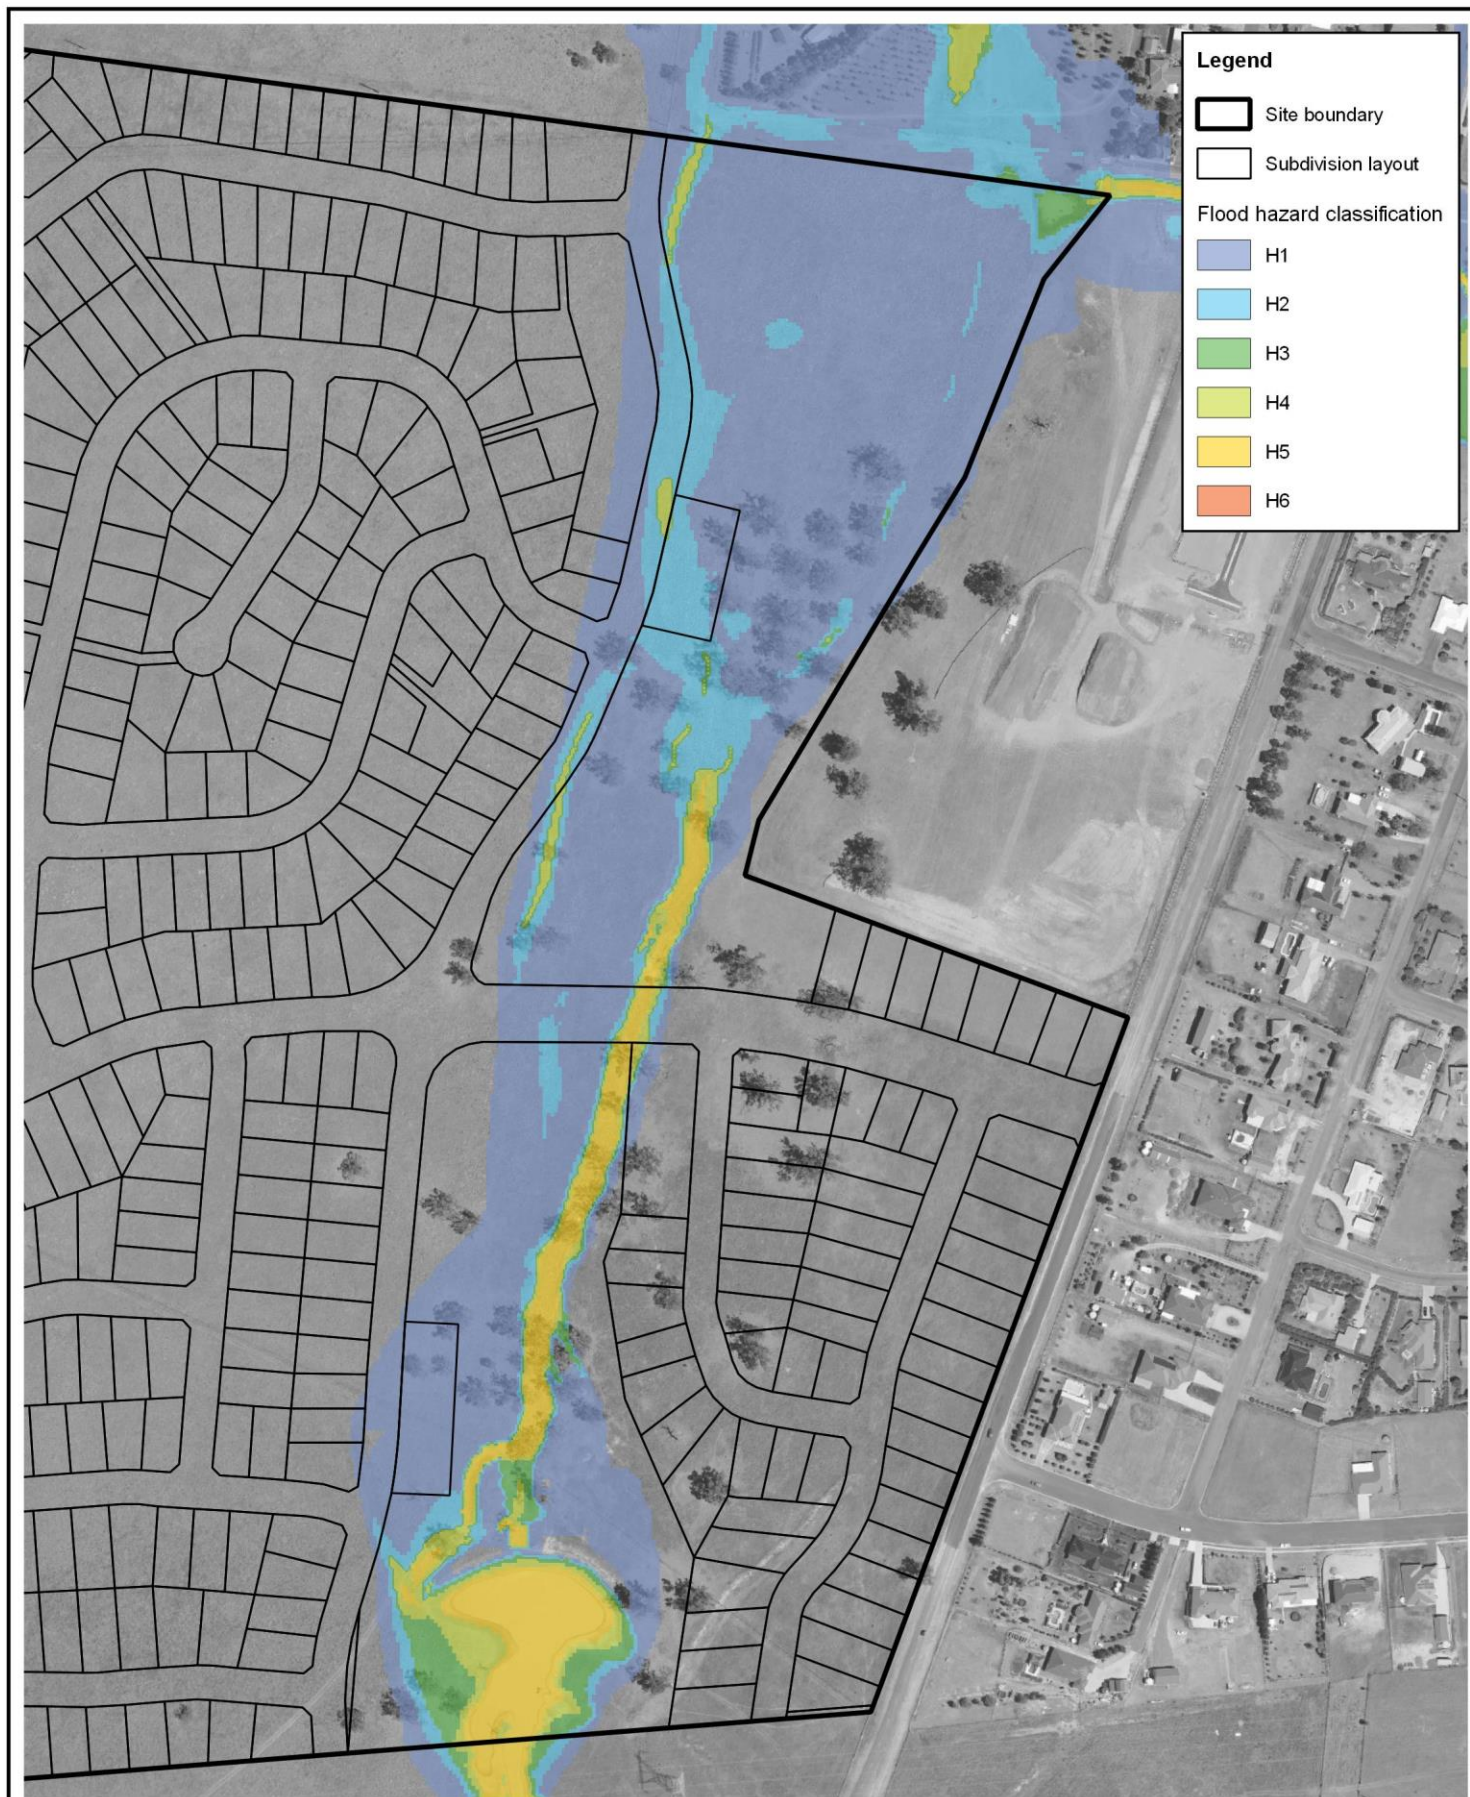 Legend
Site boundary
Subdivision layout
Flood hazard classification
H1
H2
H3
H4
H5
H6